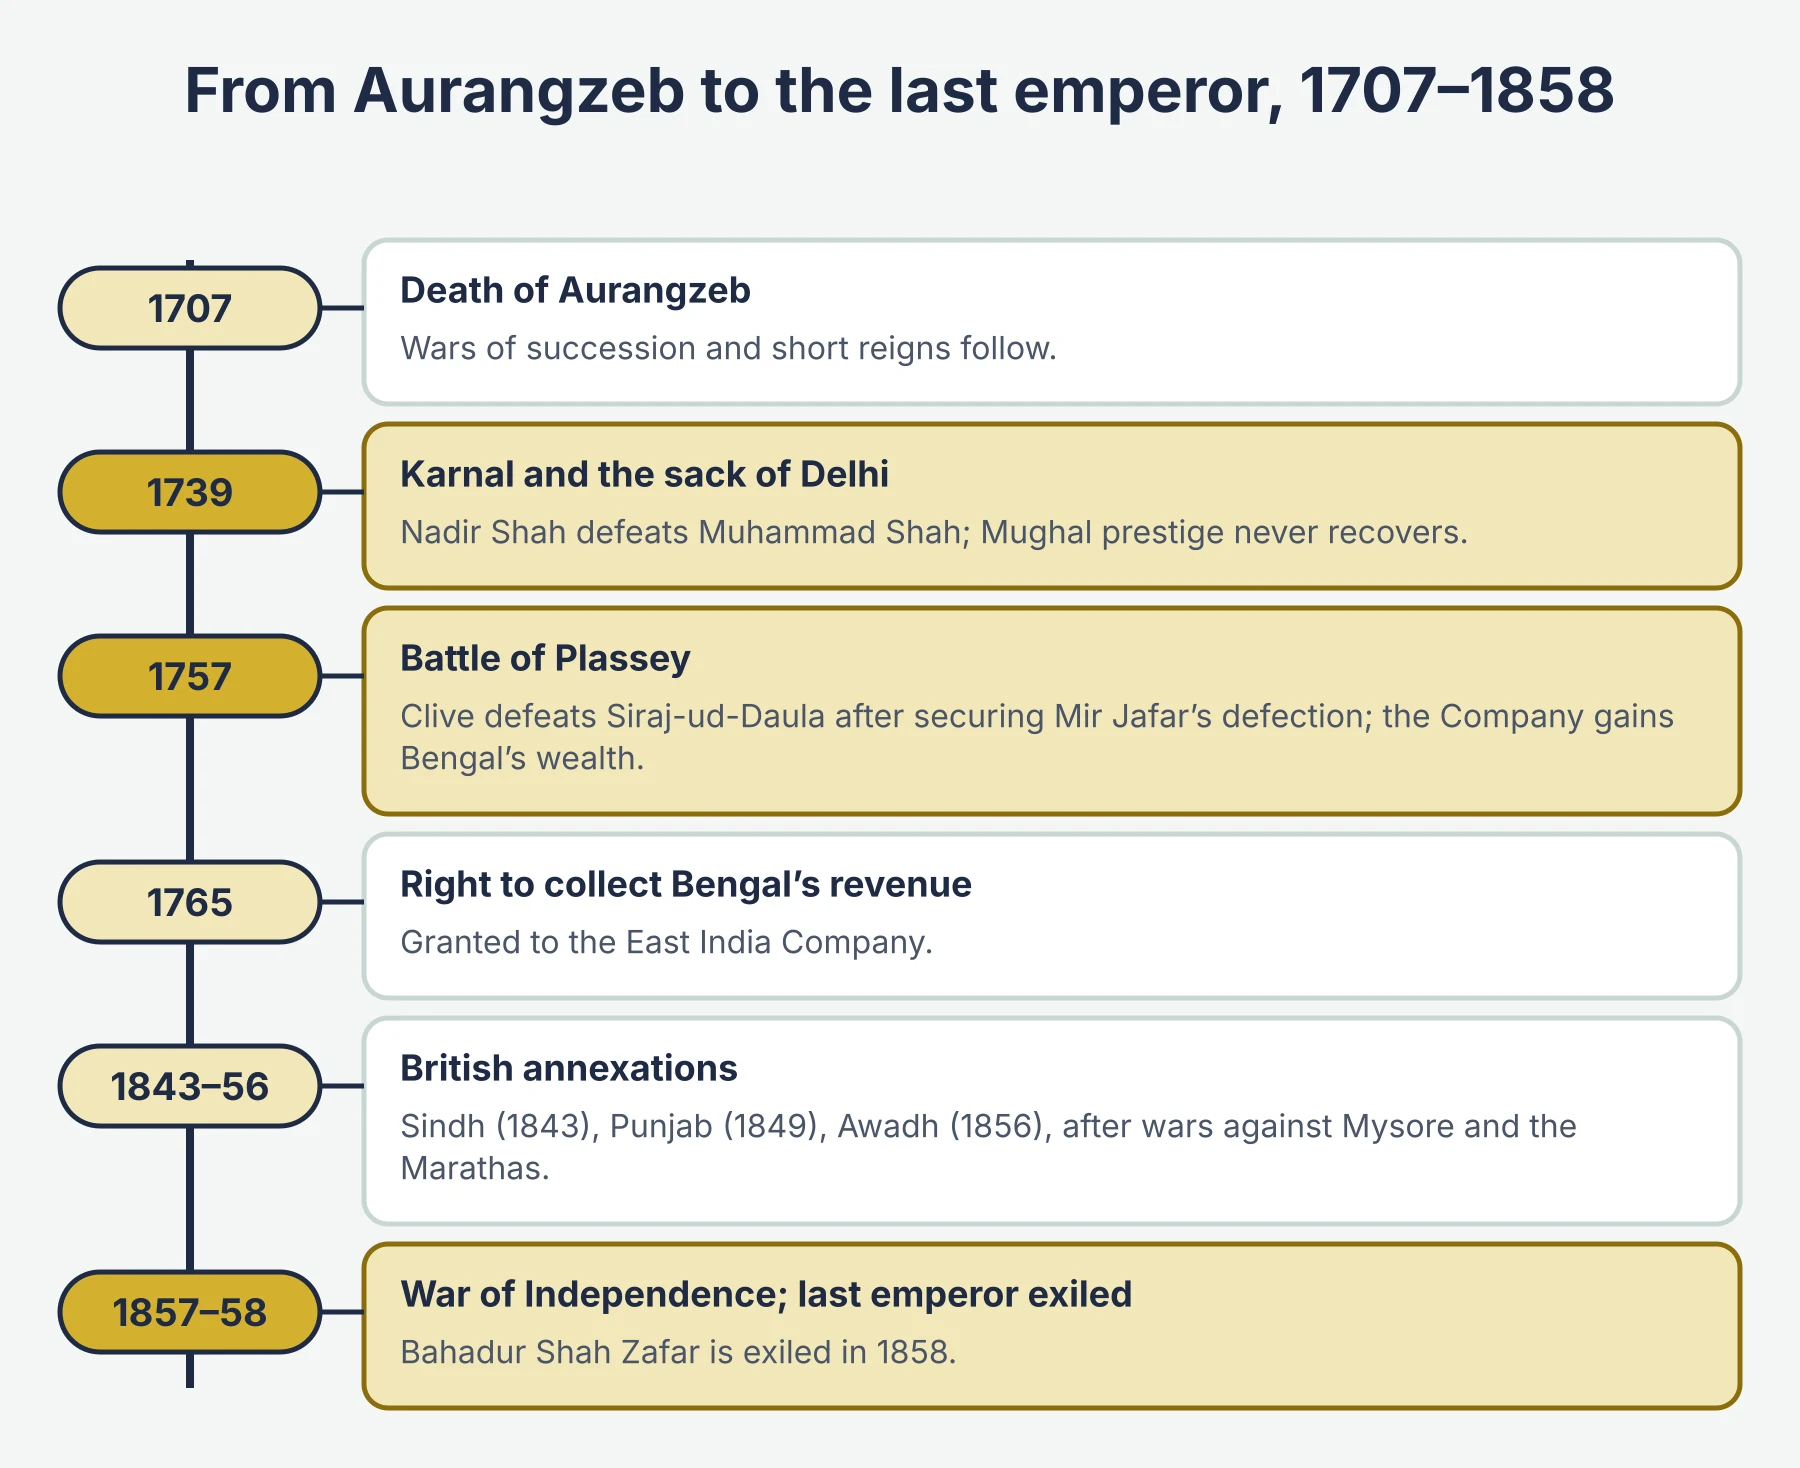 From Aurangzeb to the last emperor, 1707–1858
1707
Death of Aurangzeb
Wars of succession and short reigns follow.
1739
Karnal and the sack of Delhi
Nadir Shah defeats Muhammad Shah; Mughal prestige never recovers.
1757
Battle of Plassey
Clive defeats Siraj-ud-Daula after securing Mir Jafar’s defection; the Company gains
Bengal’s wealth.
1765
Right to collect Bengal’s revenue
Granted to the East India Company.
1843–56
British annexations
Sindh (1843), Punjab (1849), Awadh (1856), after wars against Mysore and the
Marathas.
1857–58
War of Independence; last emperor exiled
Bahadur Shah Zafar is exiled in 1858.